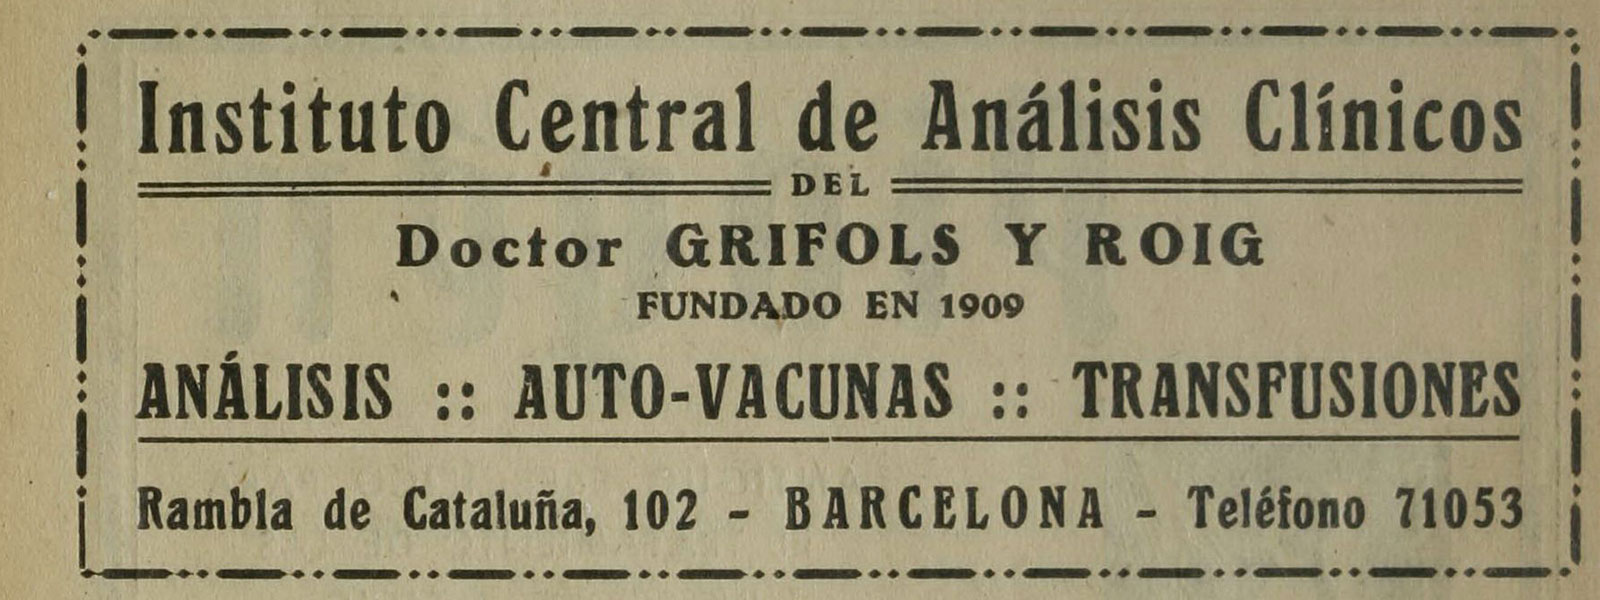 Instituto Central de Análisis Clínicos
DEL
Doctor GRIFOLS Y ROIG
FUNDADO EN 1909
ANÁLISIS :: AUTO-VACUNAS :: TRANSFUSIONES
Rambla de Cataluña, 102 - BARCELONA - Teléfono 71053